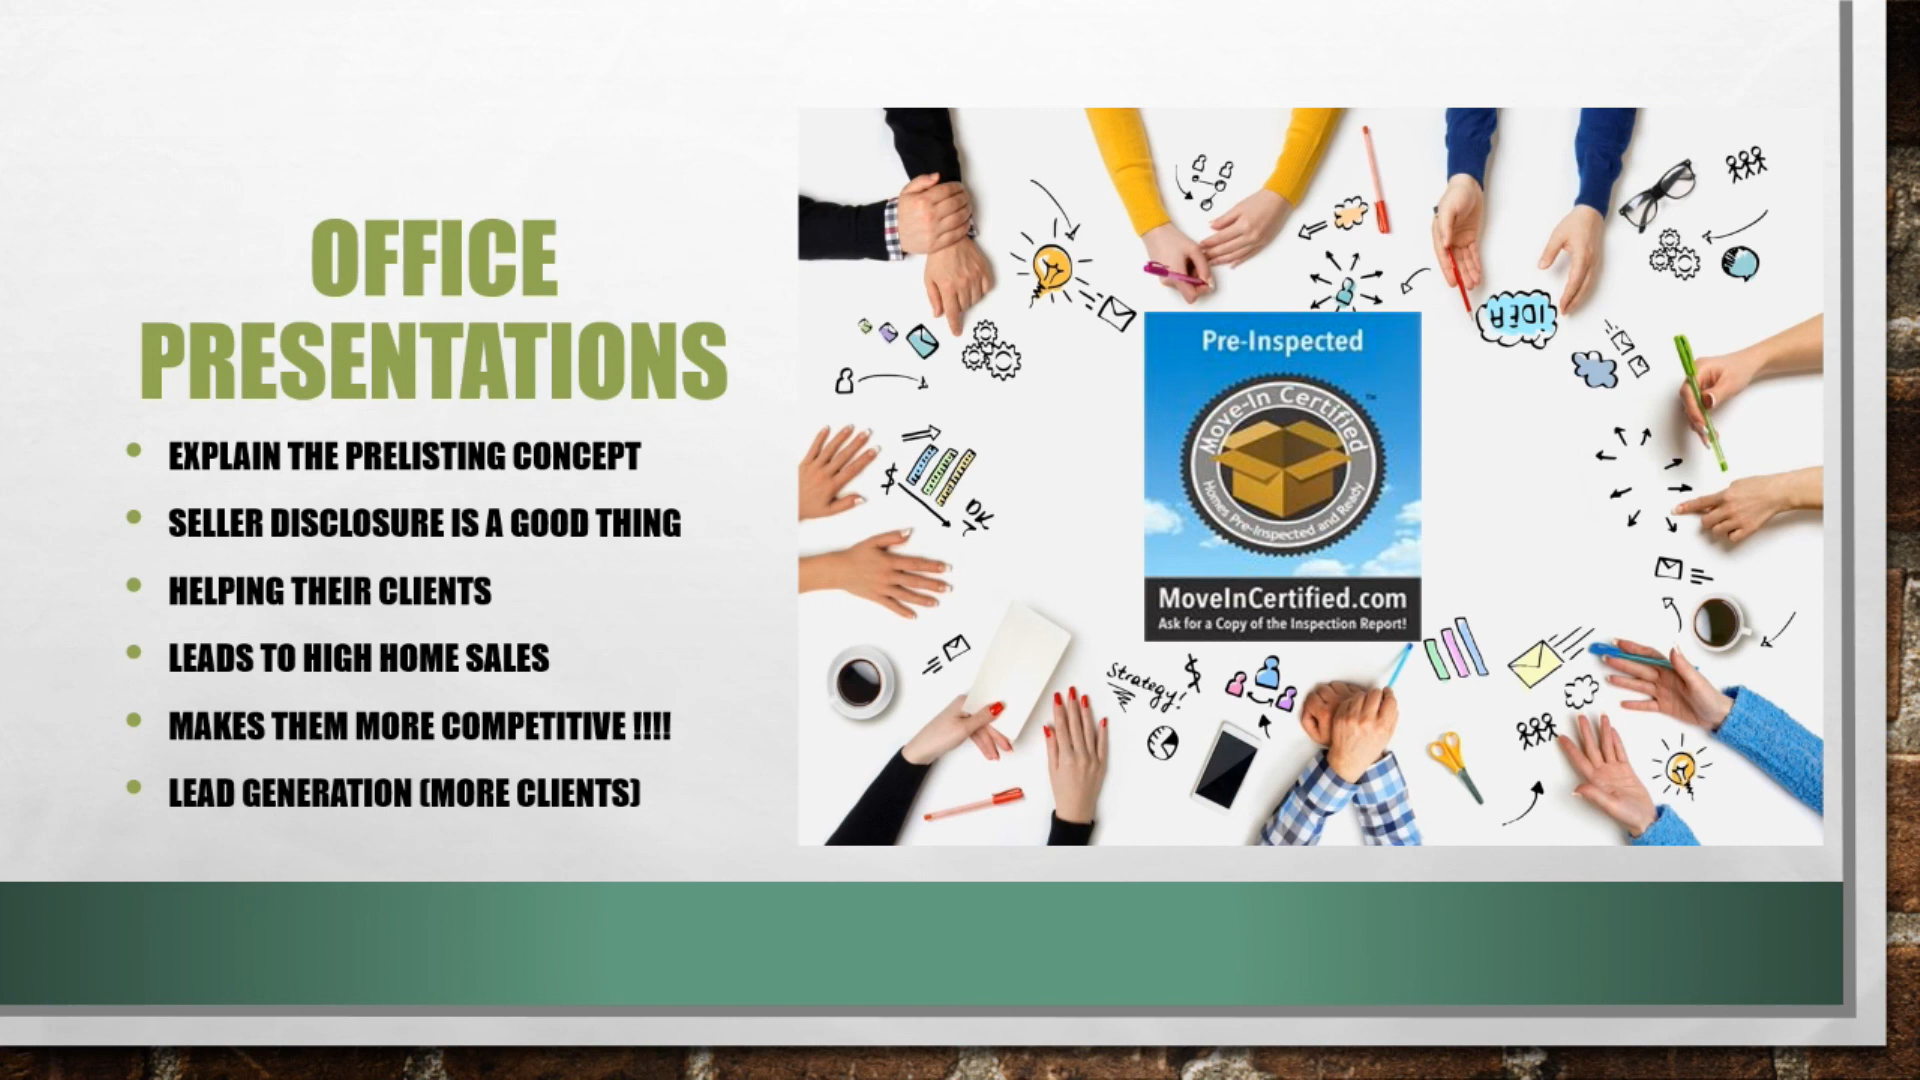 OFFICE
PRESENTATIONS
• EXPLAIN THE PRELISTING CONCEPT
• SELLER DISCLOSURE IS A GOOD THING
• HELPING THEIR CLIENTS
• LEADS TO HIGH HOME SALES
• MAKES THEM MORE COMPETITIVE !!!!
• LEAD GENERATION (MORE CLIENTS)
IDEA
$
OK
Pre-Inspected
Move-In Certified
TM
Homes Pre-Inspected and Ready
MoveInCertified.com
Ask for a Copy of the Inspection Report!
Strategy!
$